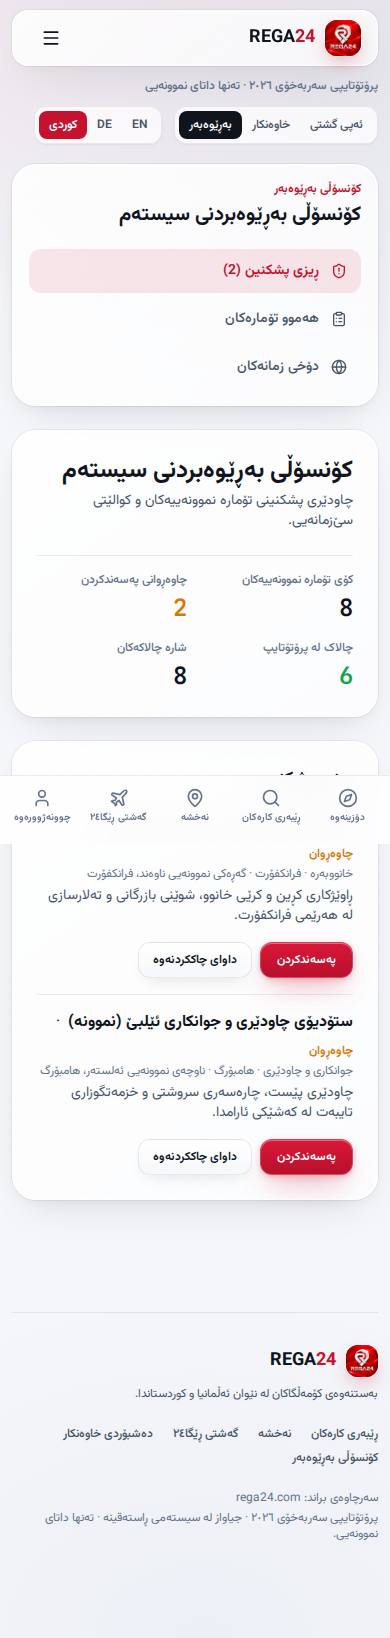 REGA24
پرۆتۆتایپی سەربەخۆی ٢٠٢٦ · تەنها داتای نموونەیی
ئەپی گشتی خاوەنکار بەڕێوەبەر
کوردی DE EN
کۆنسۆڵی بەڕێوەبەر
کۆنسۆڵی بەڕێوەبردنی سیستەم
ڕیزی پشکنین (2)
هەموو تۆمارەکان
دۆخی زمانەکان
کۆنسۆڵی بەڕێوەبردنی سیستەم
چاودێری پشکنینی تۆمارە نموونەییەکان و کوالێتی
سێ‌زمانەیی.
کۆی تۆمارە نموونەییەکان
8
چاوەڕوانی پەسەندکردن
2
چالاک لە پرۆتۆتایپ
6
شارە چالاکەکان
8
دۆزینەوە
ڕێبەری کارەکان
نەخشە
گەشتی ڕێگا٢٤
چوونەژوورەوە
چاوەڕوان
خانووبەرە · فرانکفۆرت · گەڕەکی نموونەیی ناوەند، فرانکفۆرت
ڕاوێژکاری کڕین و کرێی خانوو، شوێنی بازرگانی و تەلارسازی
لە هەرێمی فرانکفۆرت.
پەسەندکردن
داوای چاککردنەوە
ستۆدیۆی چاودێری و جوانکاری ئێلبێ (نموونە) ·
چاوەڕوان
جوانکاری و چاودێری · هامبۆرگ · ناوچەی نموونەیی ئەلستەر، هامبۆرگ
چاودێری پێست، چارەسەری سروشتی و خزمەتگوزاری
تایبەت لە کەشێکی ئارامدا.
پەسەندکردن
داوای چاککردنەوە
REGA24
بەستنەوەی کۆمەڵگاکان لە نێوان ئەڵمانیا و کوردستاندا.
ڕێبەری کارەکان نەخشە گەشتی ڕێگا٢٤ دەشبۆردی خاوەنکار
کۆنسۆڵی بەڕێوەبەر
سەرچاوەی براند: rega24.com
پرۆتۆتایپی سەربەخۆی ٢٠٢٦ · جیاواز لە سیستەمی ڕاستەقینە · تەنها داتای
نموونەیی.